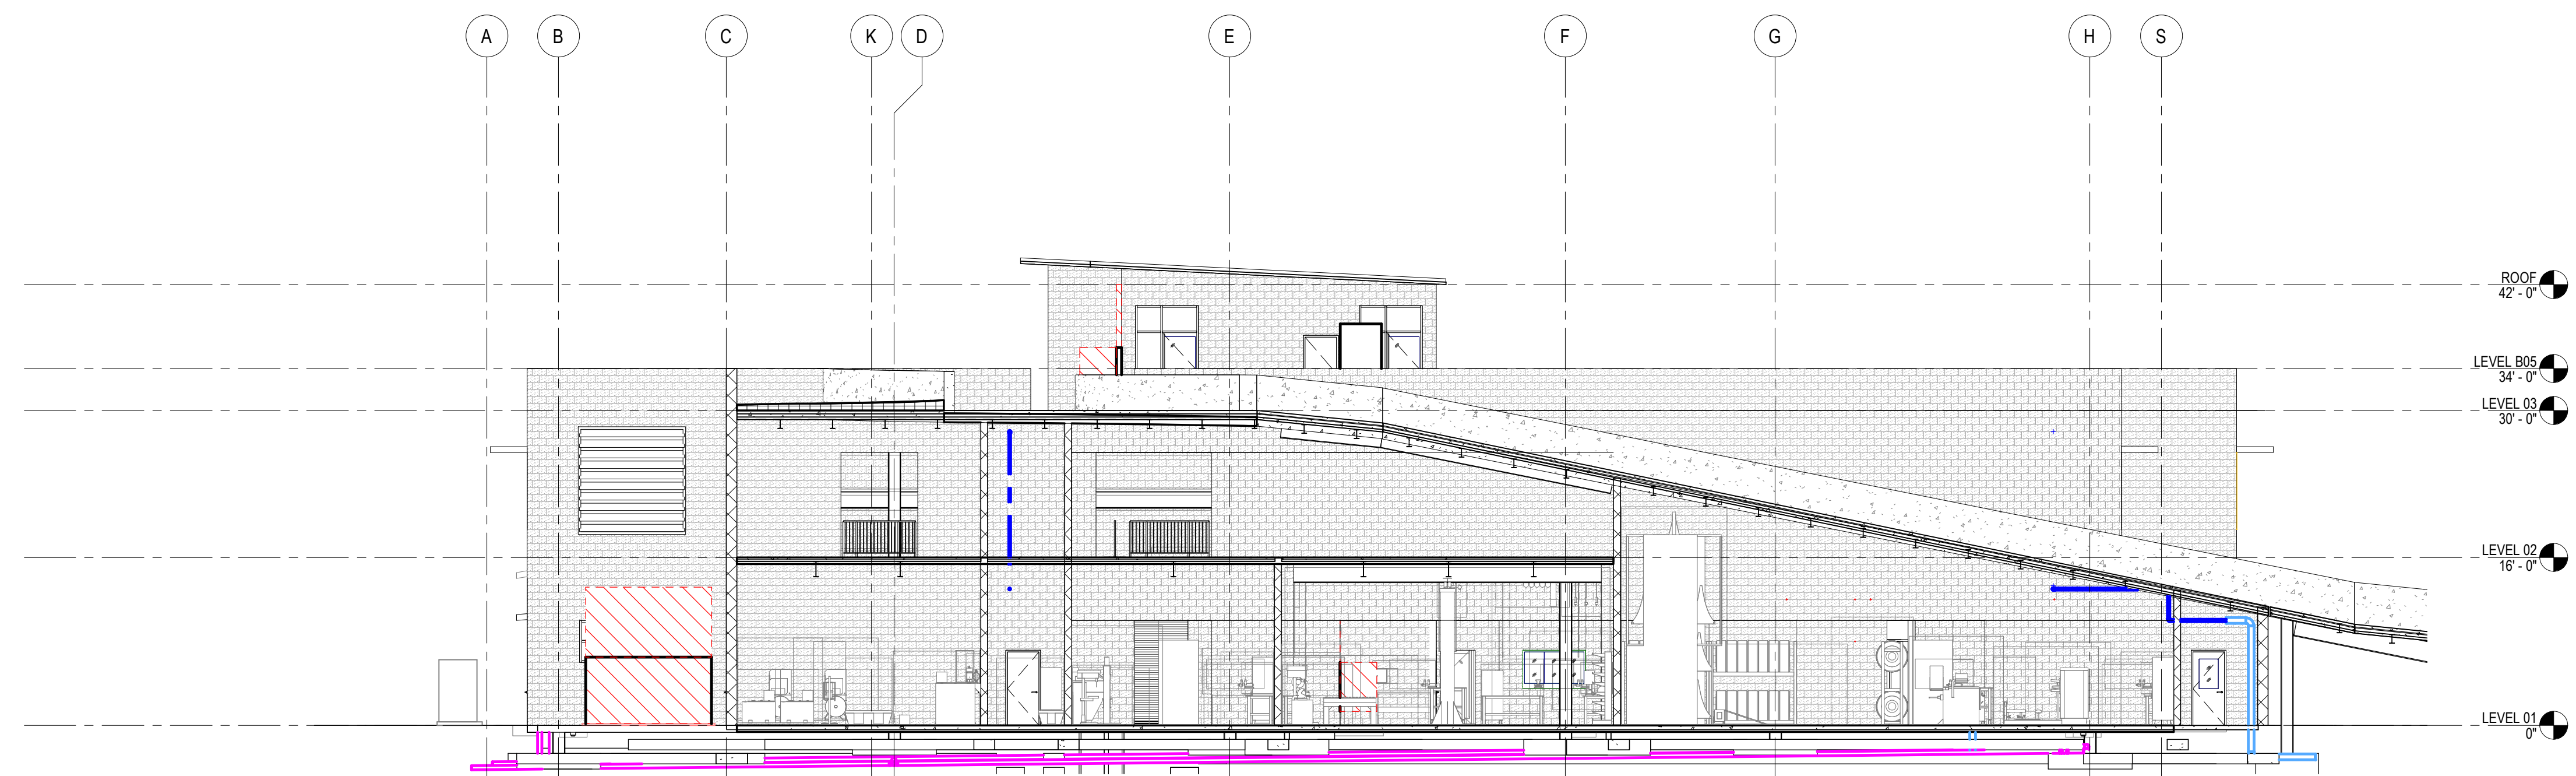 A B C K D E F G H S
ROOF
42' - 0"
LEVEL B05
34' - 0"
LEVEL 03
30' - 0"
LEVEL 02
16' - 0"
LEVEL 01
0"